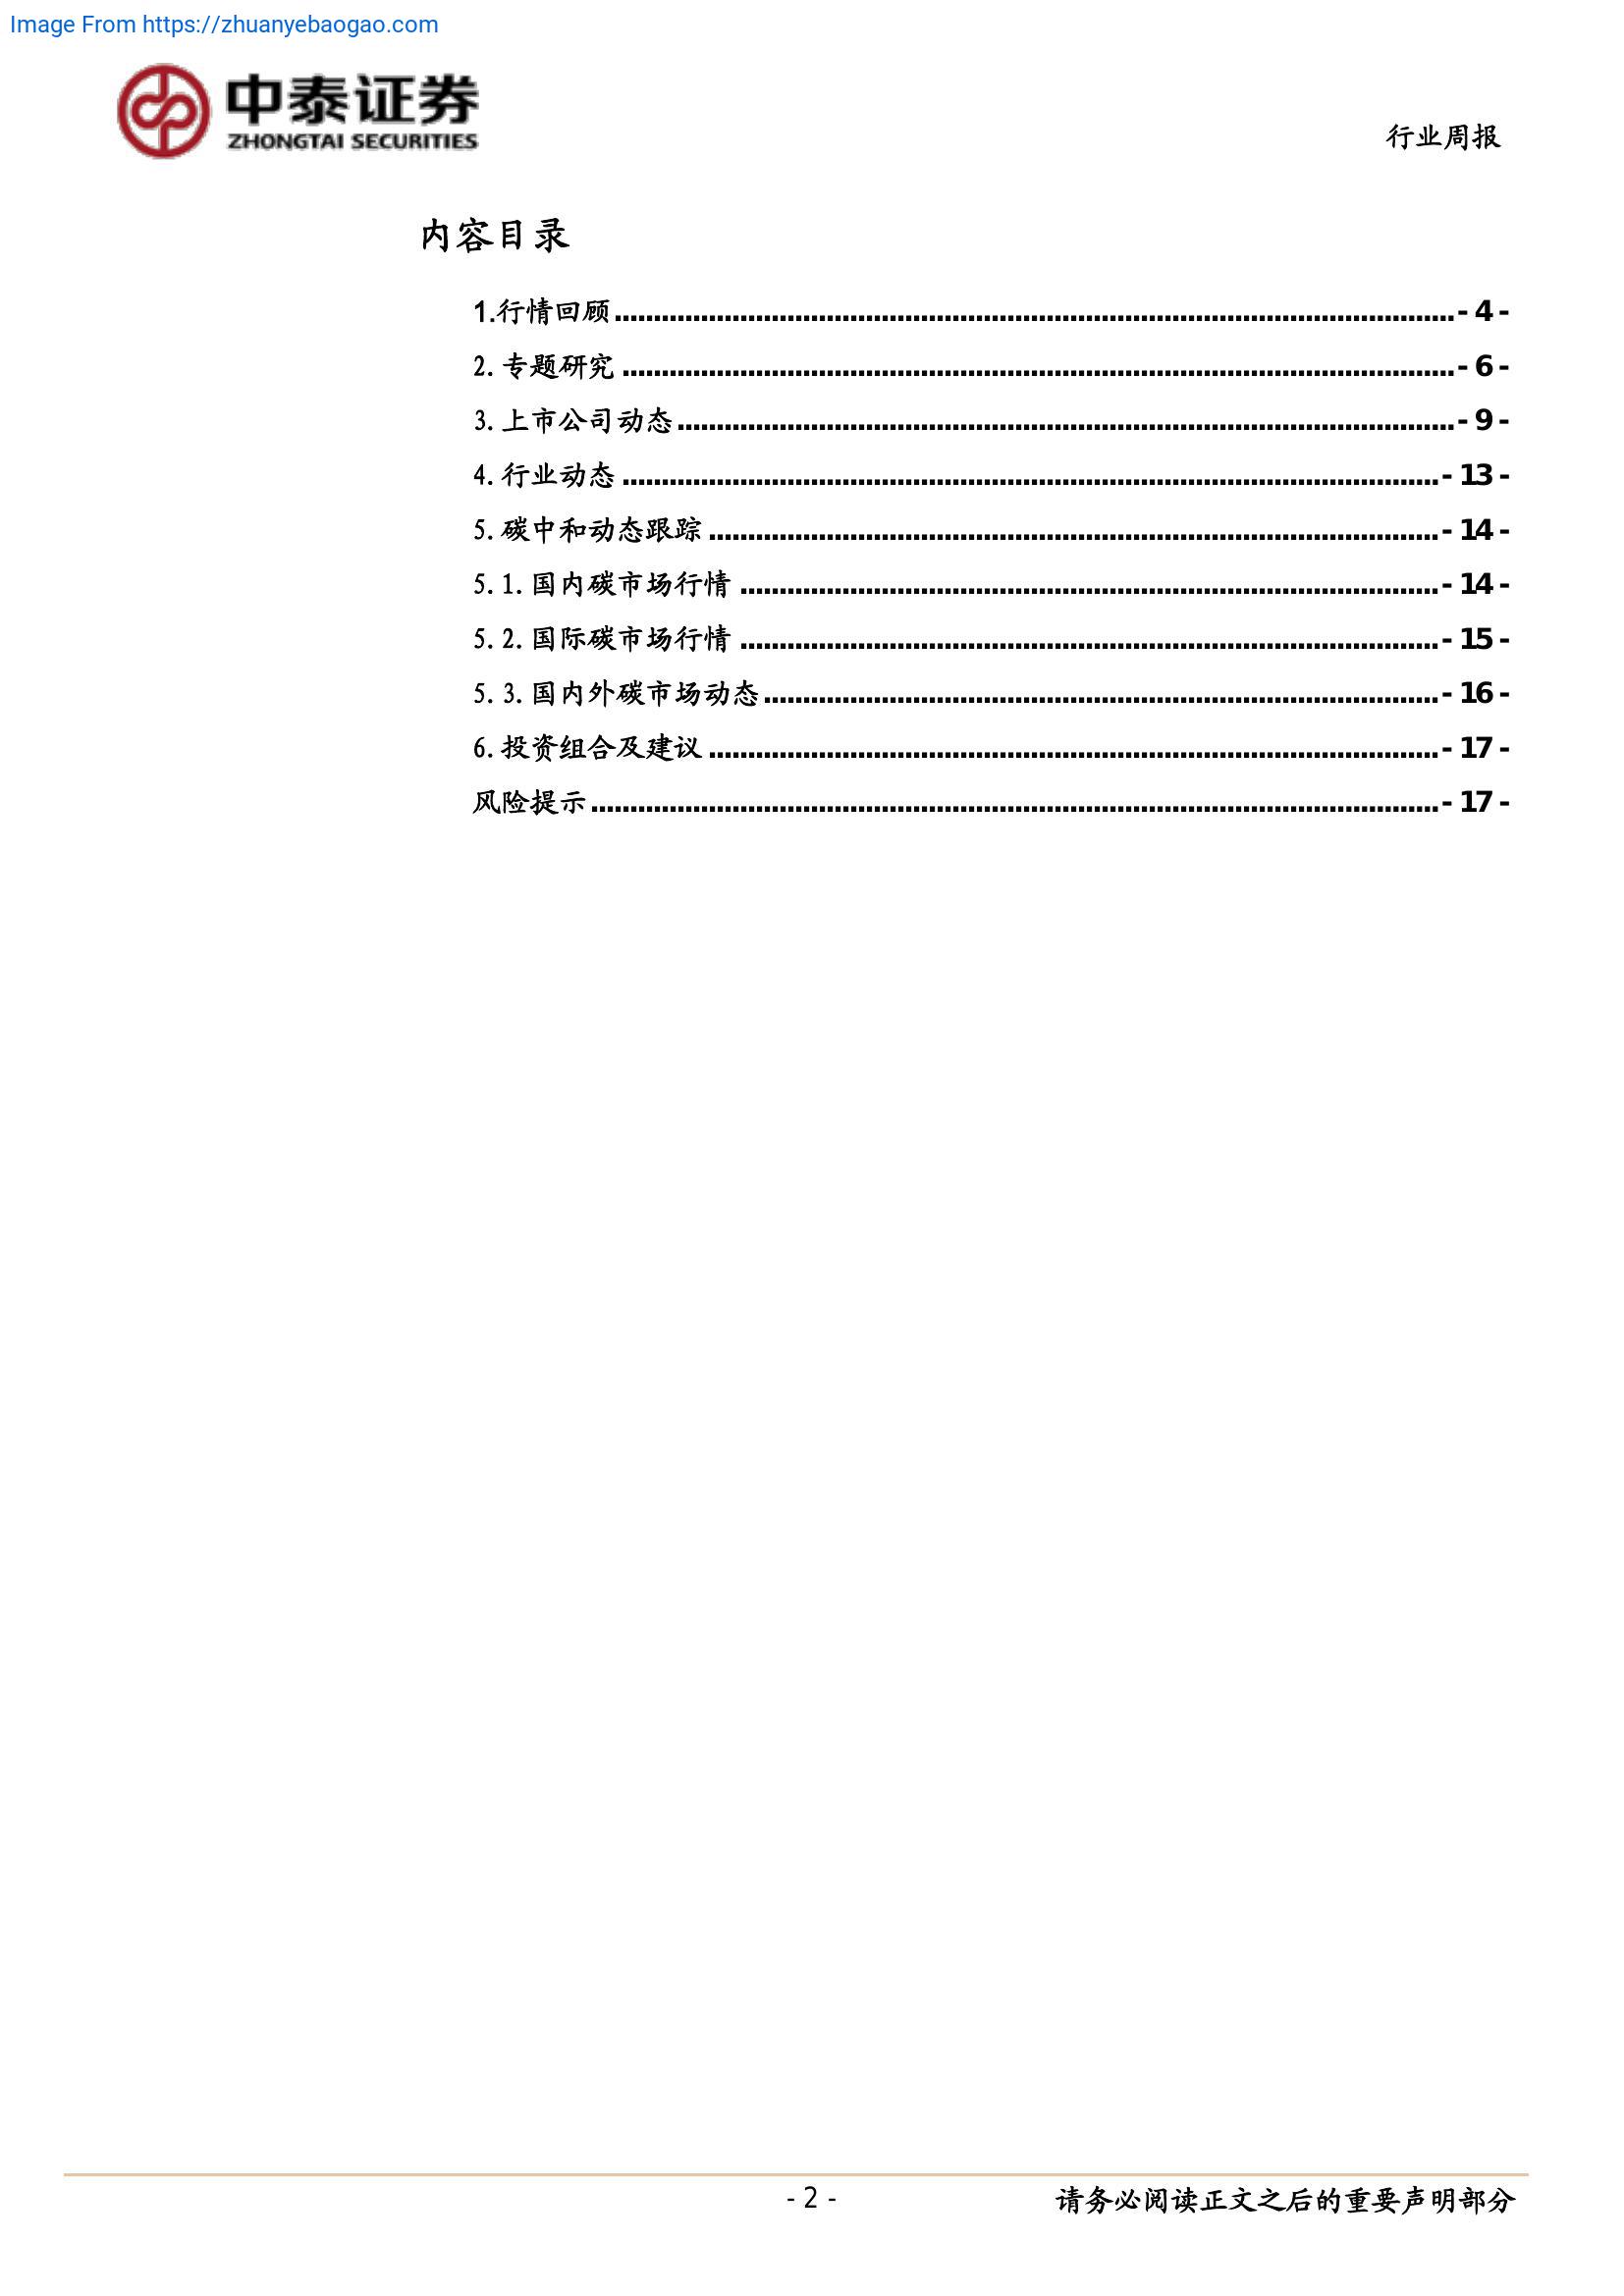 Image From https://zhuanyebaogao.com
中泰证券
ZHONGTAI SECURITIES
行业周报
内容目录
1.行情回顾 ........ - 4 -
2. 专题研究 ........ - 6 -
3. 上市公司动态 ........ - 9 -
4. 行业动态 ........ - 13 -
5. 碳中和动态跟踪 ........ - 14 -
5. 1. 国内碳市场行情 ........ - 14 -
5. 2. 国际碳市场行情 ........ - 15 -
5. 3. 国内外碳市场动态 ........ - 16 -
6. 投资组合及建议 ........ - 17 -
风险提示 ........ - 17 -
- 2 -
请务必阅读正文之后的重要声明部分